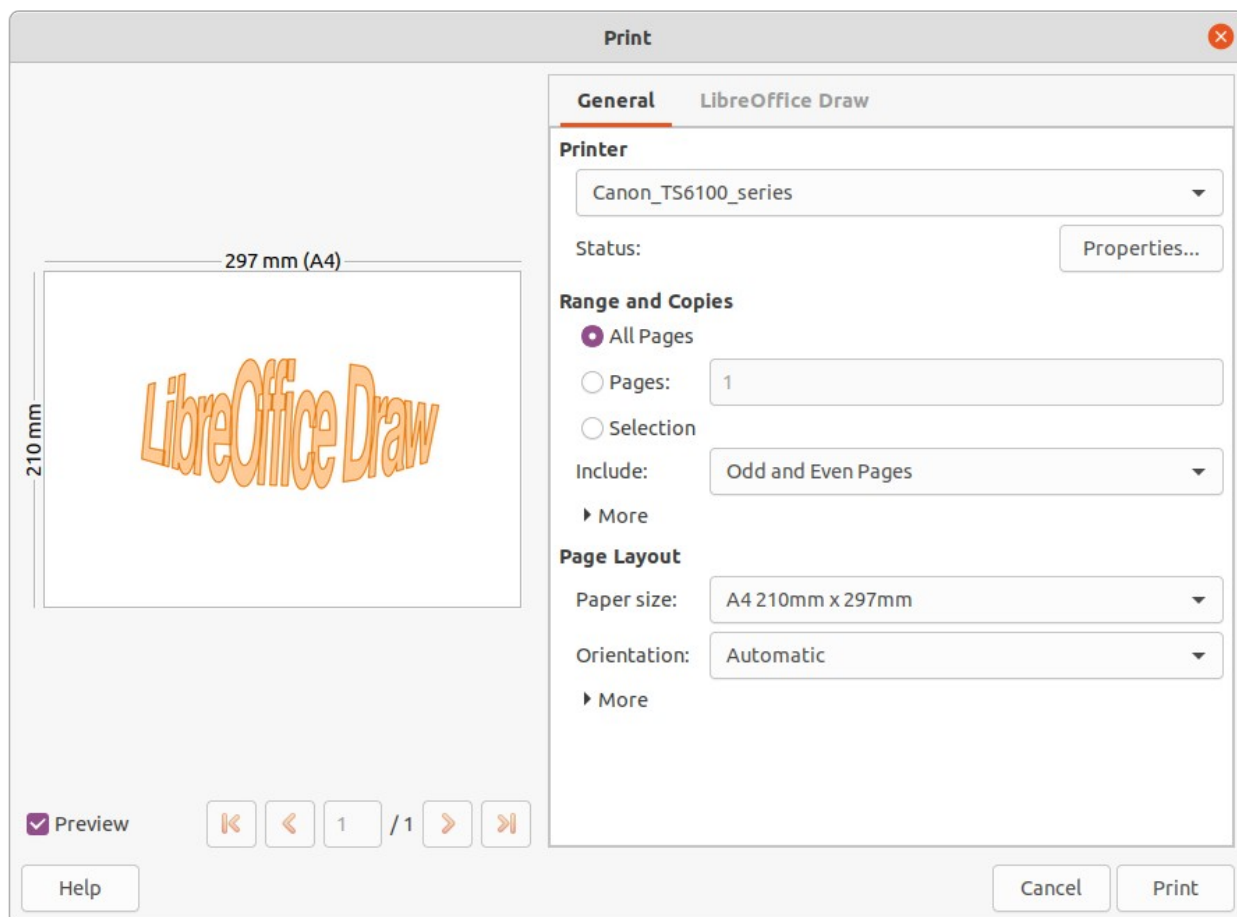 Print
General LibreOffice Draw
Printer
Canon_TS6100_series
Status: Properties...
Range and Copies
All Pages
Pages: 1
Selection
Include: Odd and Even Pages
More
Page Layout
Paper size: A4 210mm x 297mm
Orientation: Automatic
More
297 mm (A4)
210 mm
LibreOffice Draw
Preview 1 / 1
Help Cancel Print